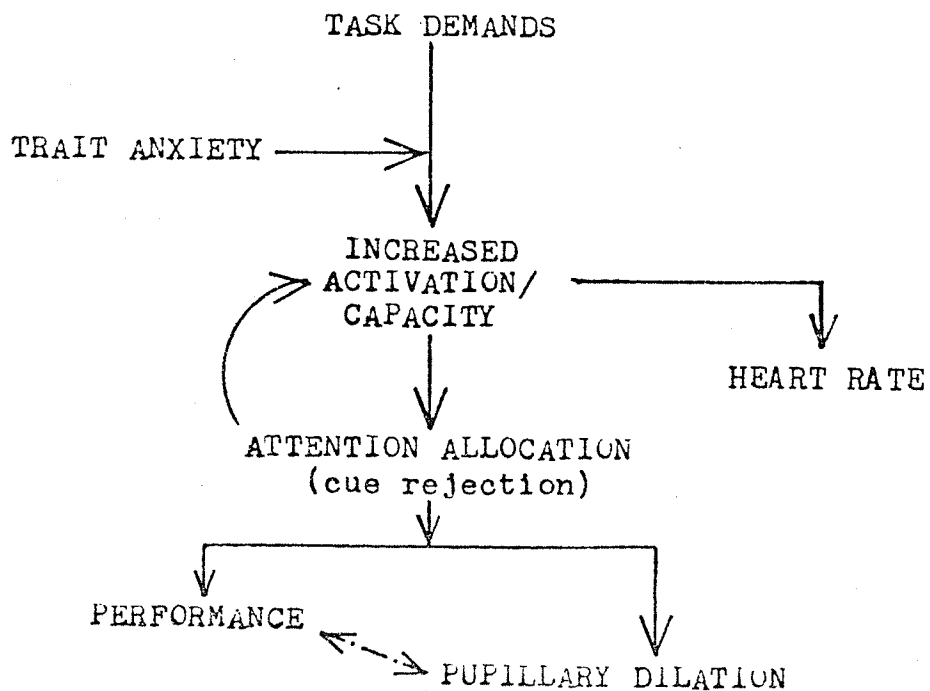 TASK DEMANDS
TRAIT ANXIETY
INCREASED
ACTIVATION/
CAPACITY
HEART RATE
ATTENTION ALLOCATION
(cue rejection)
PERFORMANCE
PUPILLARY DILATION